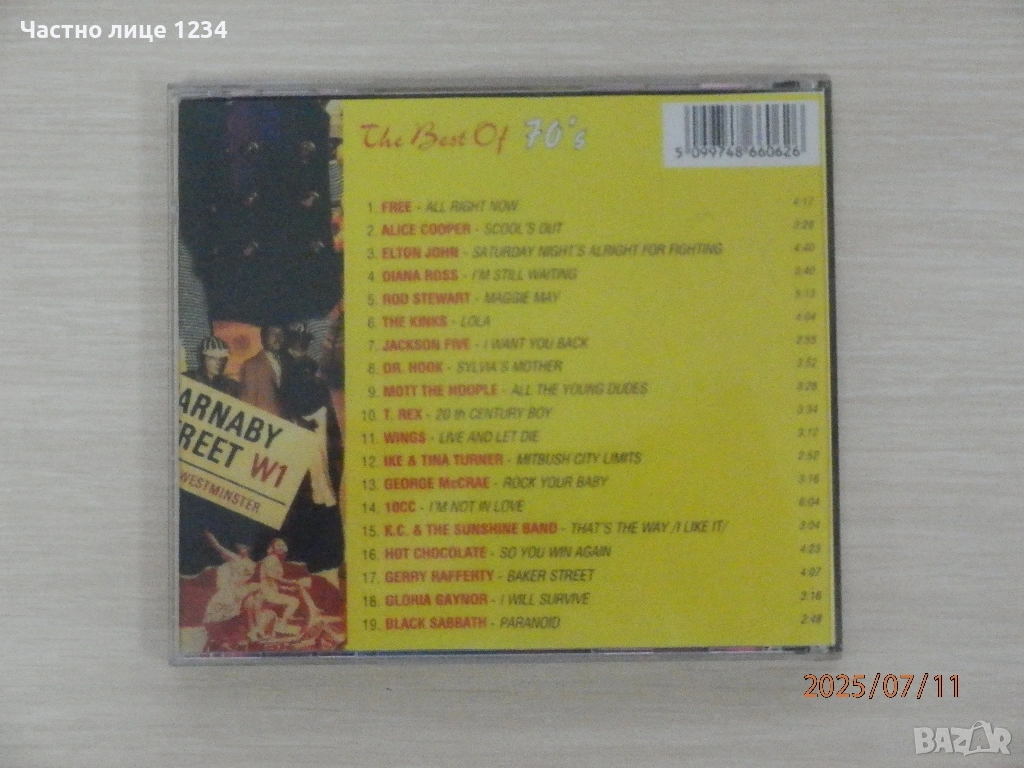 Частно лице 1234
The Best Of 70's
5 099748 660626
1. FREE - ALL RIGHT NOW 4:17
2. ALICE COOPER - SCOOL'S OUT 3:26
3. ELTON JOHN - SATURDAY NIGHT'S ALRIGHT FOR FIGHTING 4:40
4. DIANA ROSS - I'M STILL WAITING 3:40
5. ROD STEWART - MAGGIE MAY 5:13
6. THE KINKS - LOLA 4:04
7. JACKSON FIVE - I WANT YOU BACK 2:55
8. DR. HOOK - SYLVIA'S MOTHER 3:52
9. MOTT THE HOOPLE - ALL THE YOUNG DUDES 3:26
10. T. REX - 20 th CENTURY BOY 3:34
11. WINGS - LIVE AND LET DIE 3:12
12. IKE & TINA TURNER - MITBUSH CITY LIMITS 2:52
13. GEORGE McCRAE - ROCK YOUR BABY 3:16
14. 10CC - I'M NOT IN LOVE 6:04
15. K.C. & THE SUNSHINE BAND - THAT'S THE WAY /I LIKE IT/ 3:04
16. HOT CHOCOLATE - SO YOU WIN AGAIN 4:23
17. GERRY RAFFERTY - BAKER STREET 4:07
18. GLORIA GAYNOR - I WILL SURVIVE 3:16
19. BLACK SABBATH - PARANOID 2:48
ARNABY
REET W1
WESTMINSTER
2025/07/11
BAZAR